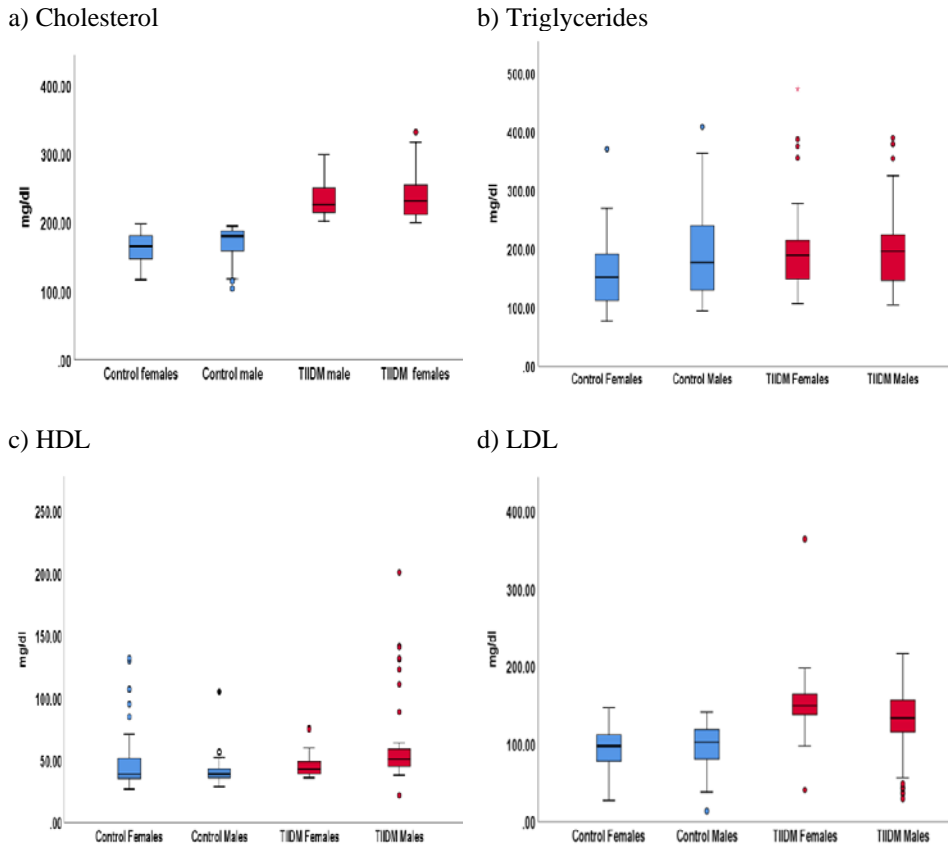 a) Cholesterol
mg/dl
400.00
300.00
200.00
100.00
.00
Control females
Control male
TIIDM male
TIIDM females
b) Triglycerides
mg/dl
500.00
400.00
300.00
200.00
100.00
.00
Control Females
Control Males
TIIDM Females
TIIDM Males
c) HDL
mg/dl
250.00
200.00
150.00
100.00
50.00
.00
Control Females
Control Males
TIIDM Females
TIIDM Males
d) LDL
mg/dl
400.00
300.00
200.00
100.00
.00
Control Females
Control Males
TIIDM Females
TIIDM Males